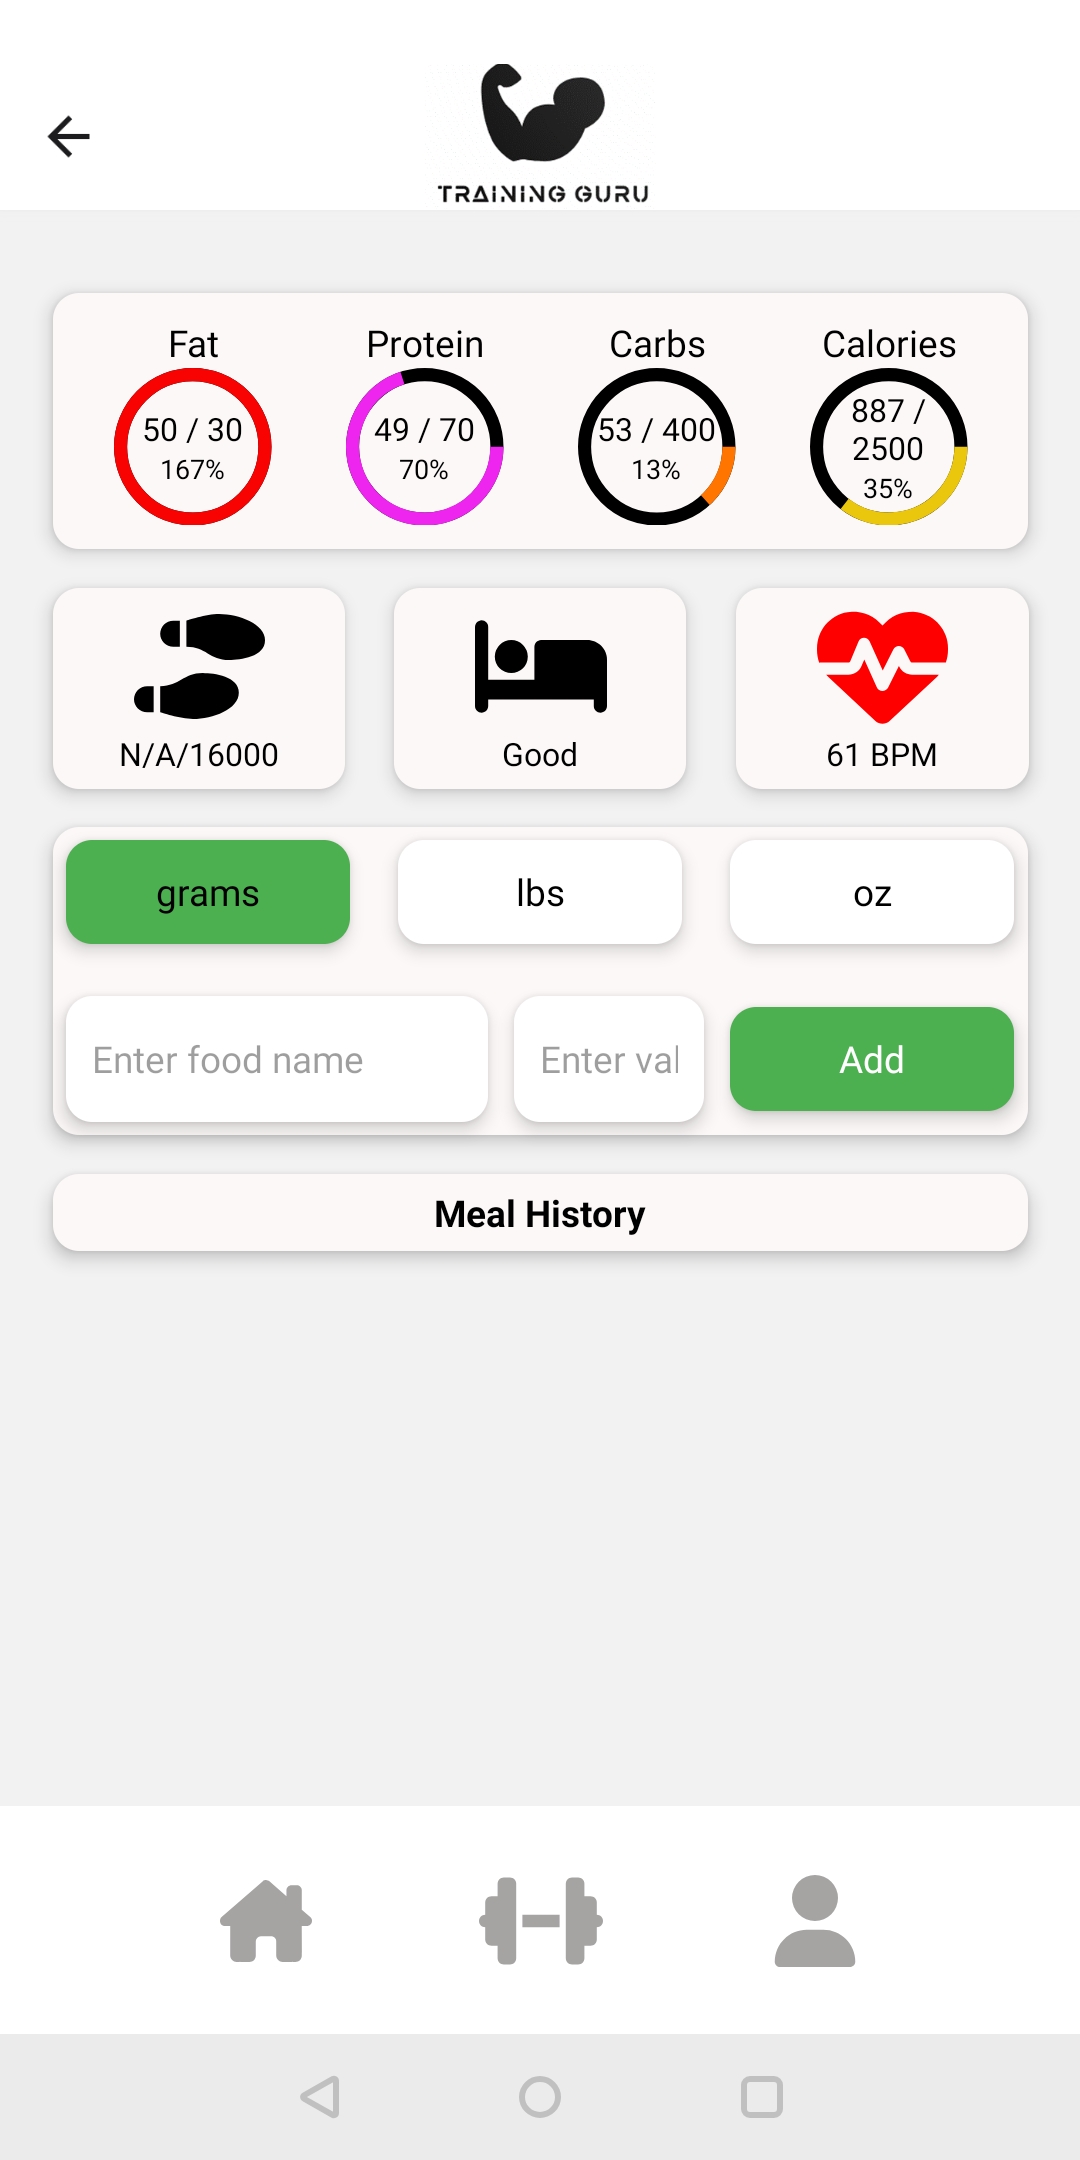 TRAINING GURU
Fat
50 / 30
167%
Protein
49 / 70
70%
Carbs
53 / 400
13%
Calories
887 /
2500
35%
N/A/16000
Good
61 BPM
grams
lbs
oz
Enter food name
Enter val
Add
Meal History